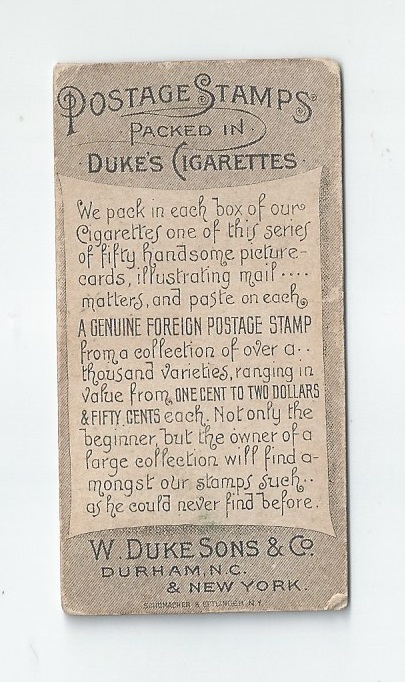 POSTAGE STAMPS
PACKED IN
DUKE'S CIGARETTES.
We pack in each box of our
Cigarettes one of this series
of fifty handsome picture-
cards, illustrating mail ....
matters, and paste on each
A GENUINE FOREIGN POSTAGE STAMP
from a collection of over a..
thousand varieties, ranging in
value from ONE CENT TO TWO DOLLARS
& FIFTY CENTS each. Not only the
beginner, but the owner of a
large collection will find a-
mongst our stamps such..
as he could never find before.
W. DUKE SONS & CO.
DURHAM, N.C.
& NEW YORK.
SCHUMACHER & ETTLINGER, N.Y.